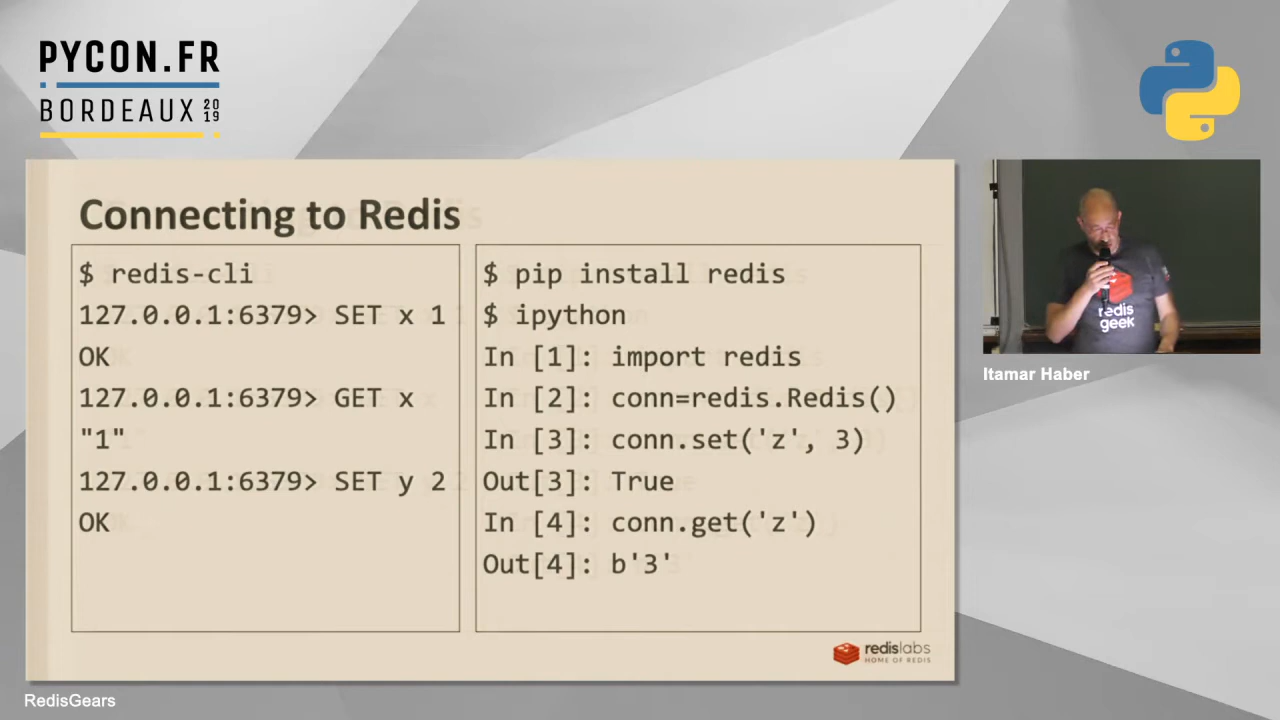 PYCON.FR
BORDEAUX 2019
Connecting to Redis
$ redis-cli
127.0.0.1:6379> SET x 1
OK
127.0.0.1:6379> GET x
"1"
127.0.0.1:6379> SET y 2
OK
$ pip install redis
$ ipython
In [1]: import redis
In [2]: conn=redis.Redis()
In [3]: conn.set('z', 3)
Out[3]: True
In [4]: conn.get('z')
Out[4]: b'3'
redislabs
HOME OF REDIS
redis
geek
Itamar Haber
RedisGears